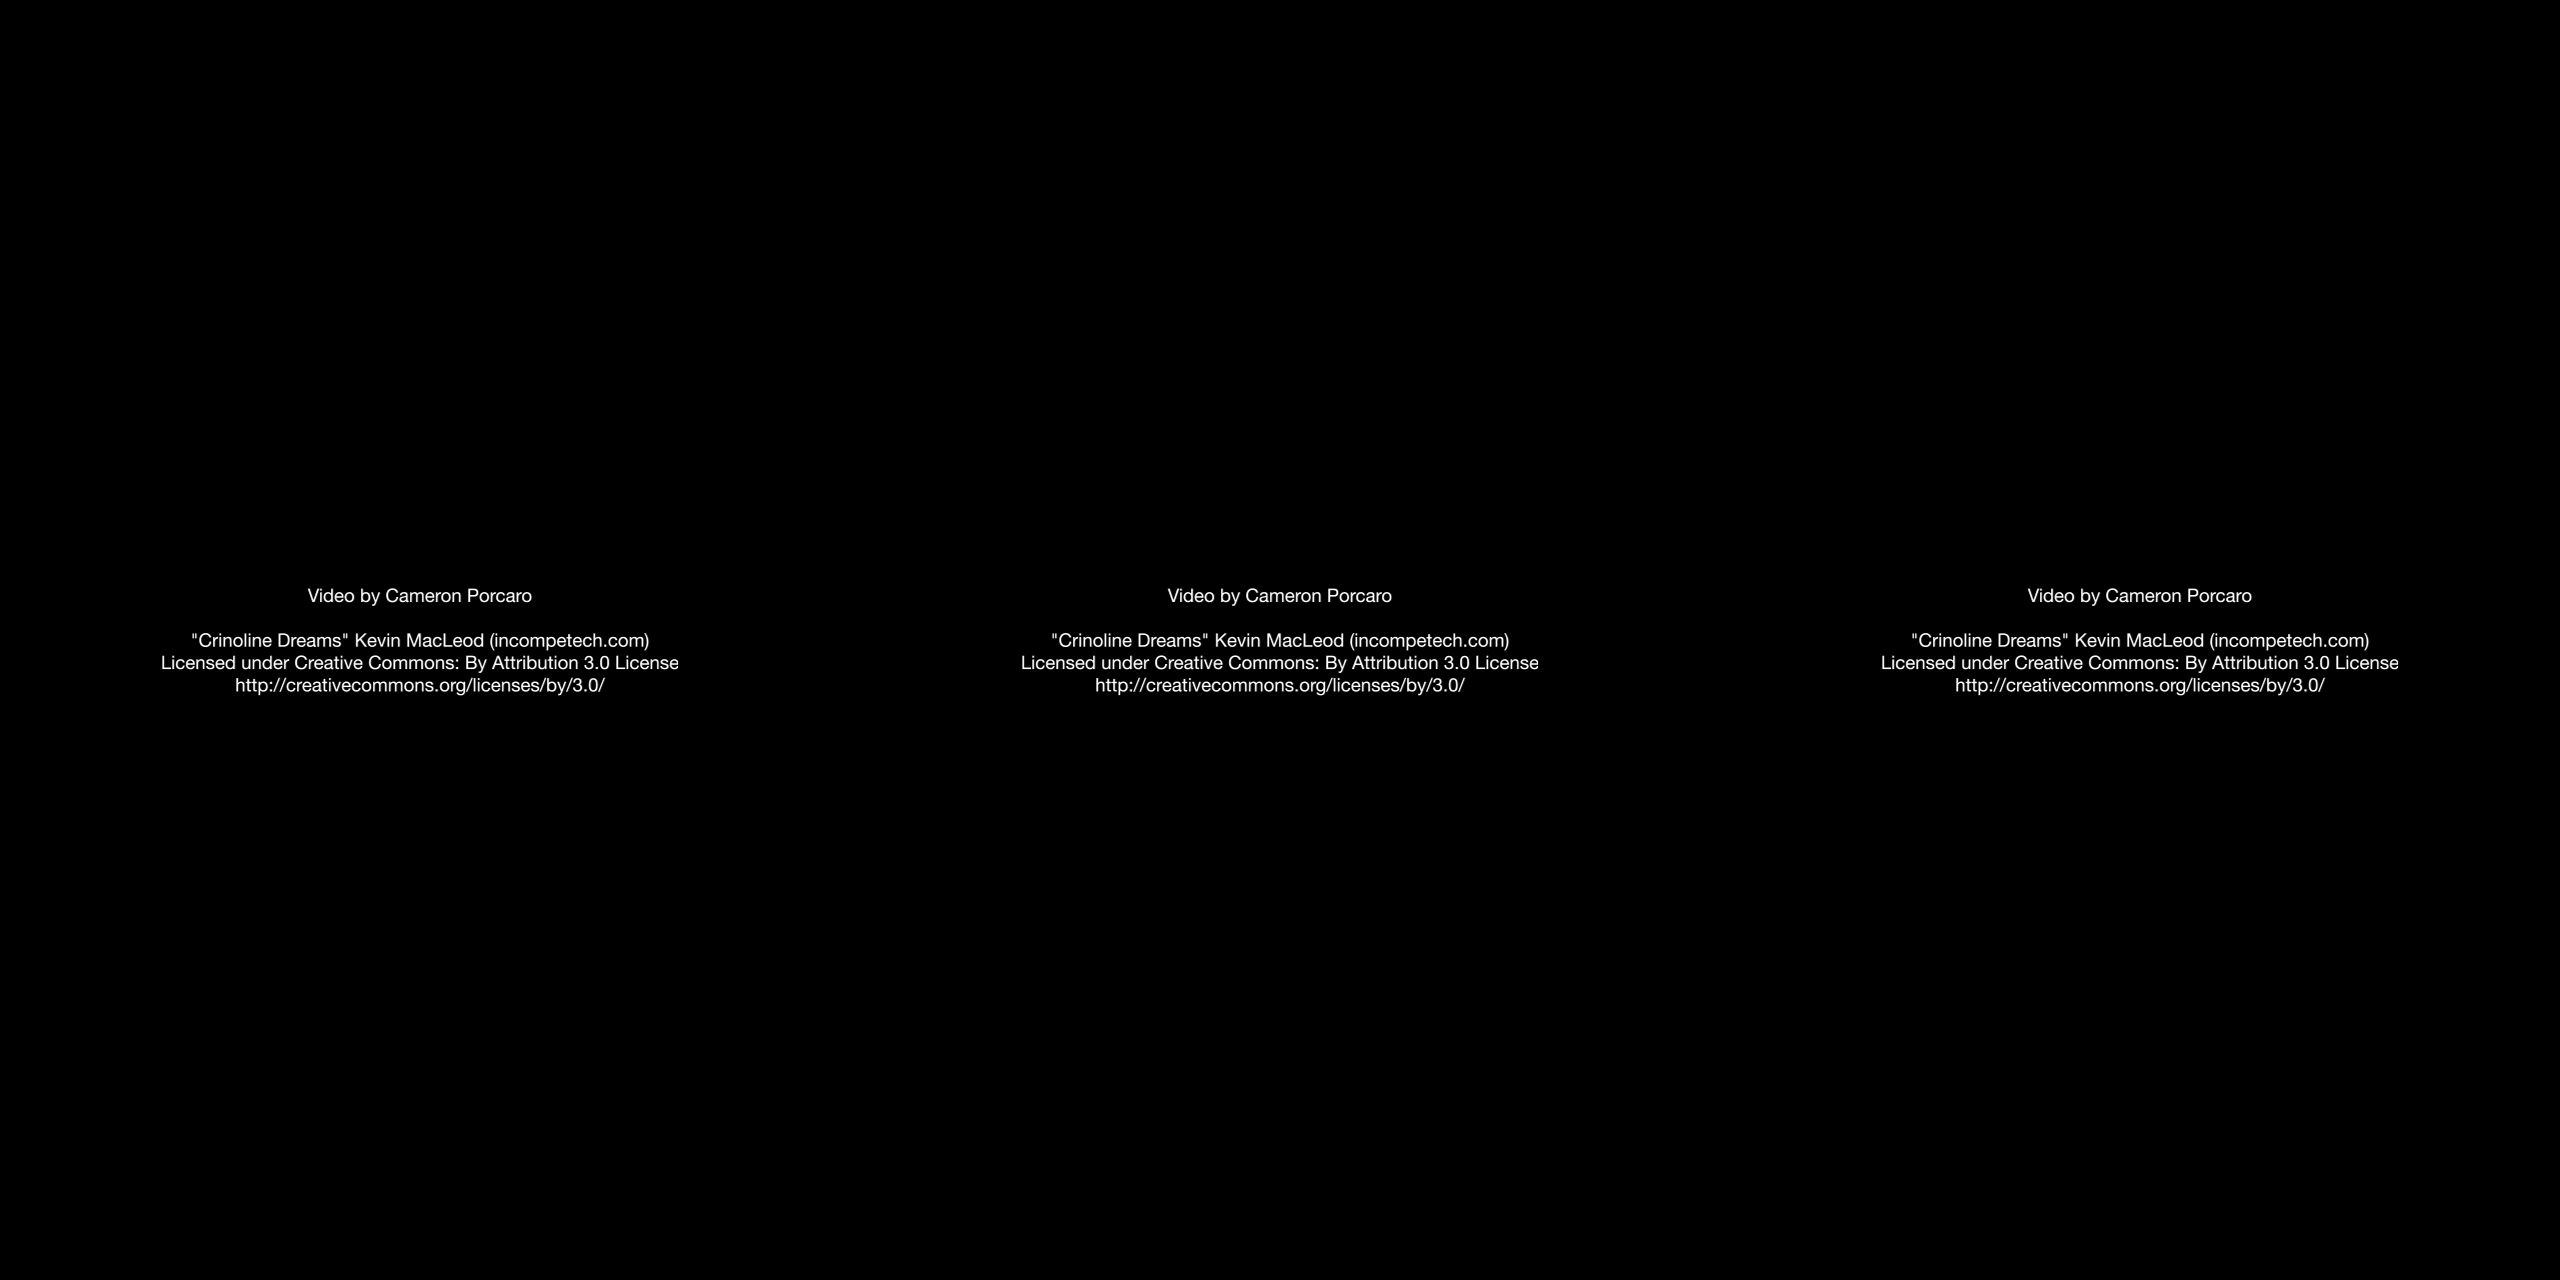 Video by Cameron Porcaro
"Crinoline Dreams" Kevin MacLeod (incompetech.com)
Licensed under Creative Commons: By Attribution 3.0 License
http://creativecommons.org/licenses/by/3.0/
Video by Cameron Porcaro
"Crinoline Dreams" Kevin MacLeod (incompetech.com)
Licensed under Creative Commons: By Attribution 3.0 License
http://creativecommons.org/licenses/by/3.0/
Video by Cameron Porcaro
"Crinoline Dreams" Kevin MacLeod (incompetech.com)
Licensed under Creative Commons: By Attribution 3.0 License
http://creativecommons.org/licenses/by/3.0/